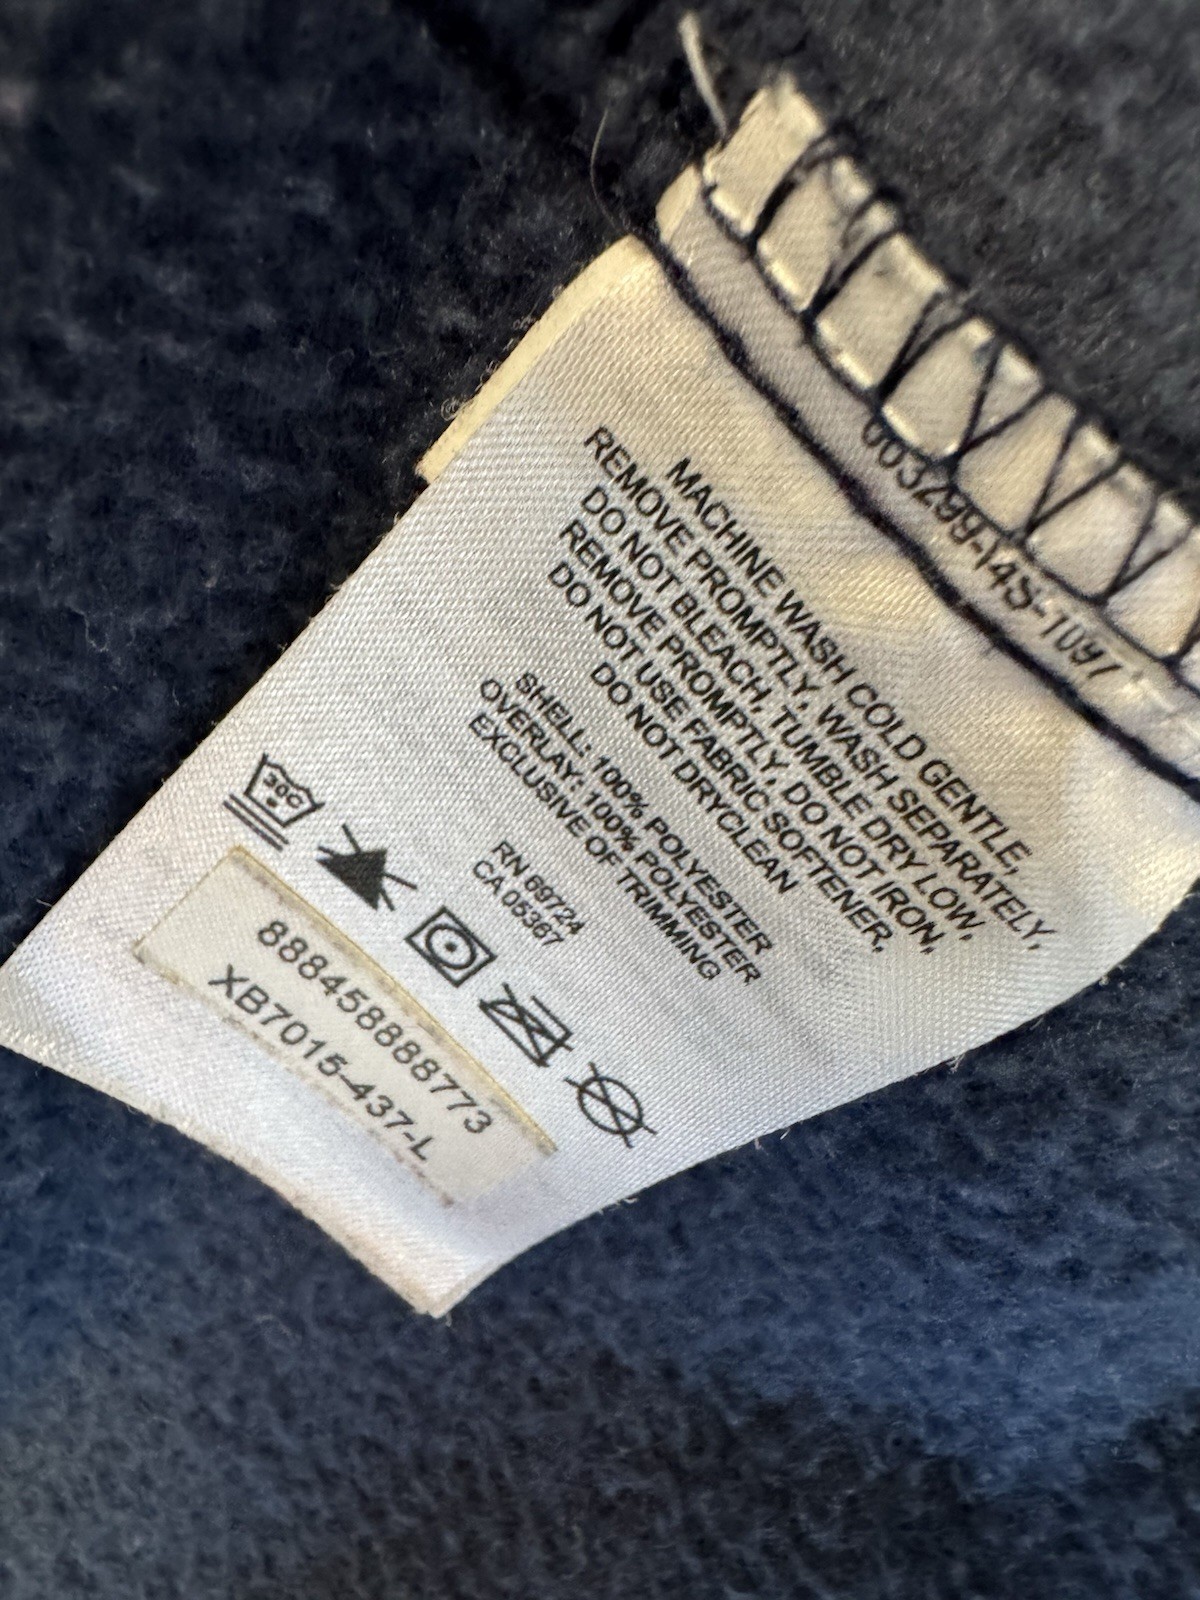 003299-14S-1097
MACHINE WASH COLD GENTLE,
REMOVE PROMPTLY, WASH SEPARATELY,
DO NOT BLEACH, TUMBLE DRY LOW,
REMOVE PROMPTLY, DO NOT IRON,
DO NOT USE FABRIC SOFTENER,
DO NOT DRYCLEAN
SHELL: 100% POLYESTER
OVERLAY: 100% POLYESTER
EXCLUSIVE OF TRIMMING
RN 69724
CA 05367
30C
888458888773
XB7015-437-L